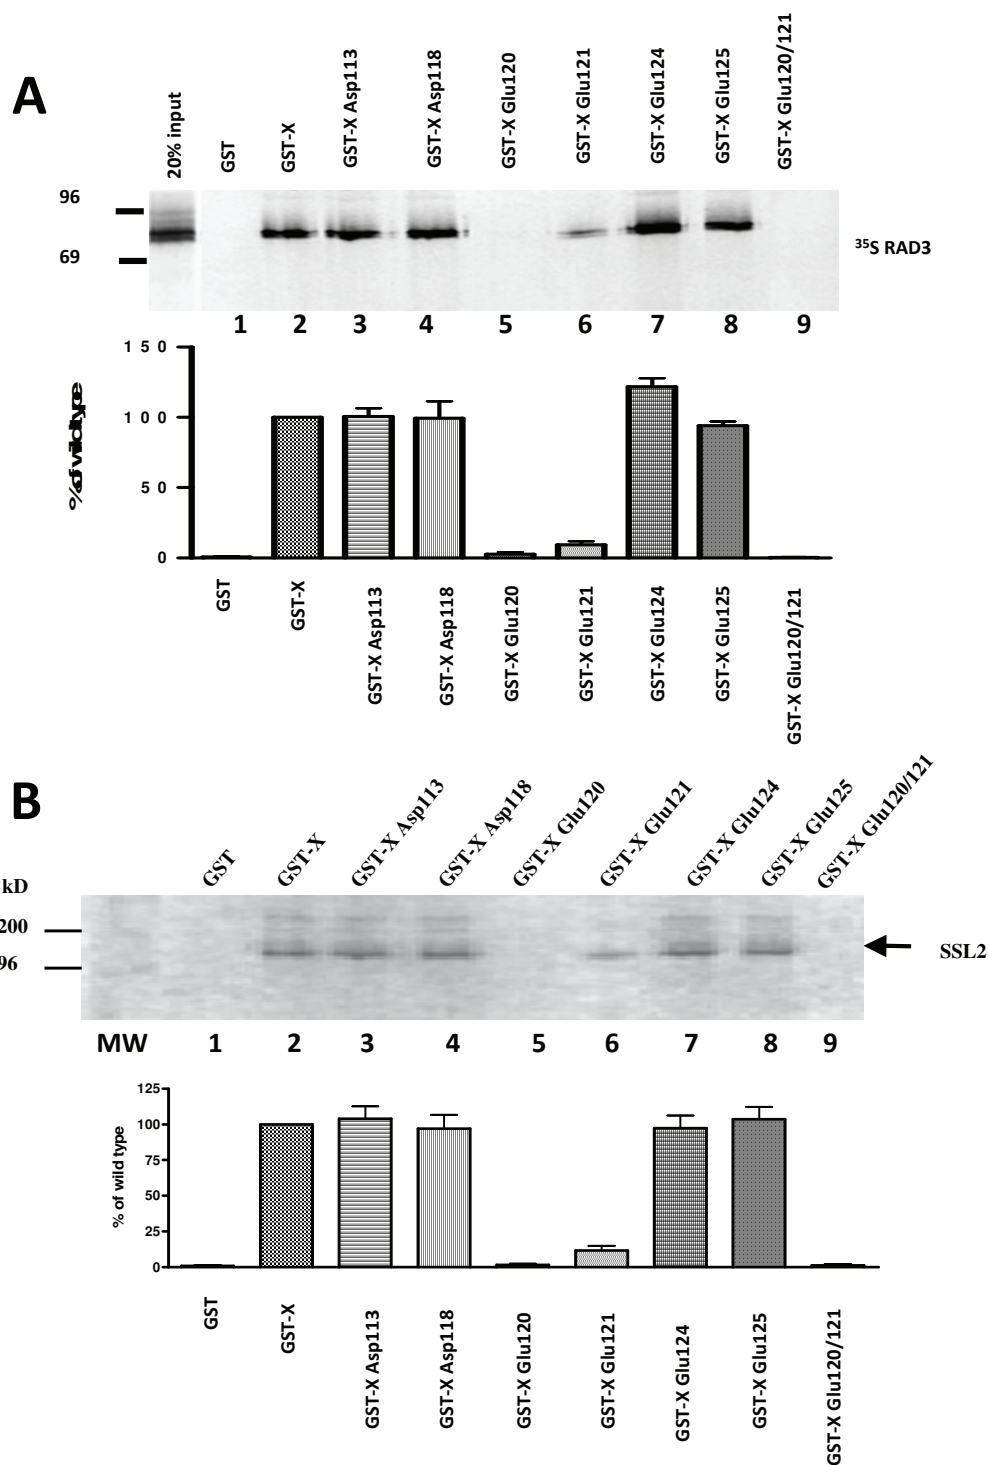 A
20% input
GST
GST-X
GST-X Asp113
GST-X Asp118
GST-X Glu120
GST-X Glu121
GST-X Glu124
GST-X Glu125
GST-X Glu120/121
96
69
35S RAD3
1 2 3 4 5 6 7 8 9
% of wild type
150
100
50
0
GST
GST-X
GST-X Asp113
GST-X Asp118
GST-X Glu120
GST-X Glu121
GST-X Glu124
GST-X Glu125
GST-X Glu120/121
B
GST
GST-X
GST-X Asp113
GST-X Asp118
GST-X Glu120
GST-X Glu121
GST-X Glu124
GST-X Glu125
GST-X Glu120/121
kD
200
96
SSL2
MW 1 2 3 4 5 6 7 8 9
% of wild type
125
100
75
50
25
0
GST
GST-X
GST-X Asp113
GST-X Asp118
GST-X Glu120
GST-X Glu121
GST-X Glu124
GST-X Glu125
GST-X Glu120/121